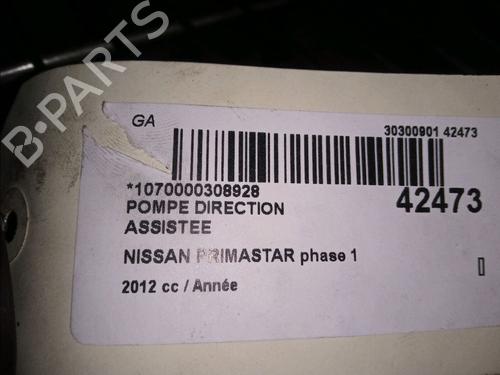 B-PARTS
GA
30300901 42473
*1070000308928
42473
POMPE DIRECTION
ASSISTEE
NISSAN PRIMASTAR phase 1
2012 cc / Année